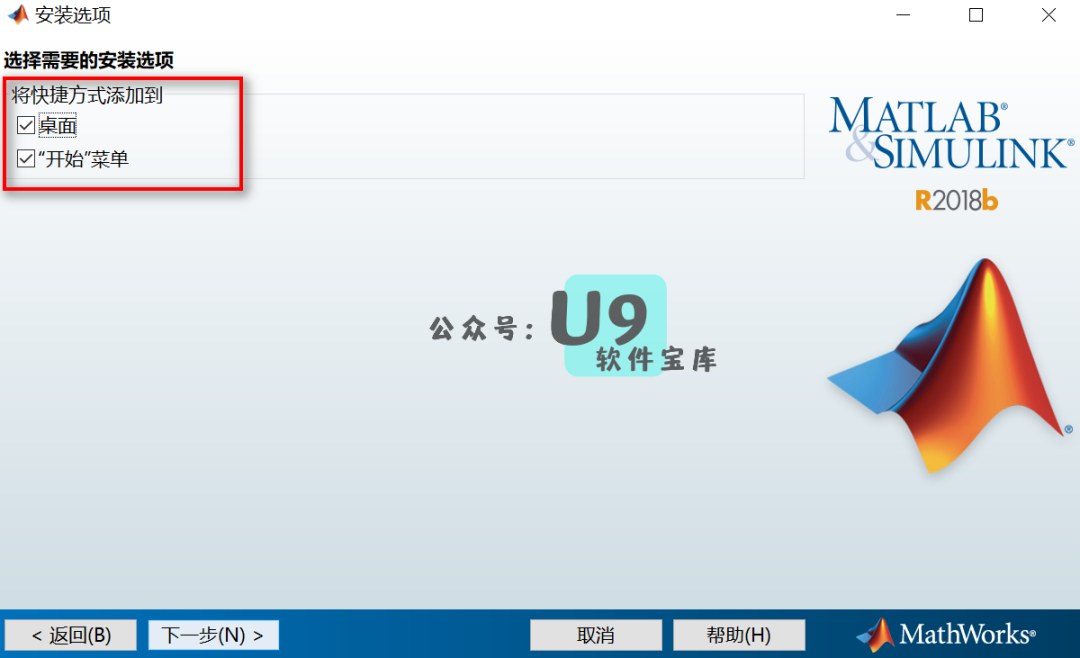 安装选项
选择需要的安装选项
将快捷方式添加到
桌面
“开始”菜单
MATLAB®
&SIMULINK®
R2018b
公众号：U9
软件宝库
®
< 返回(B)
下一步(N) >
取消
帮助(H)
MathWorks®